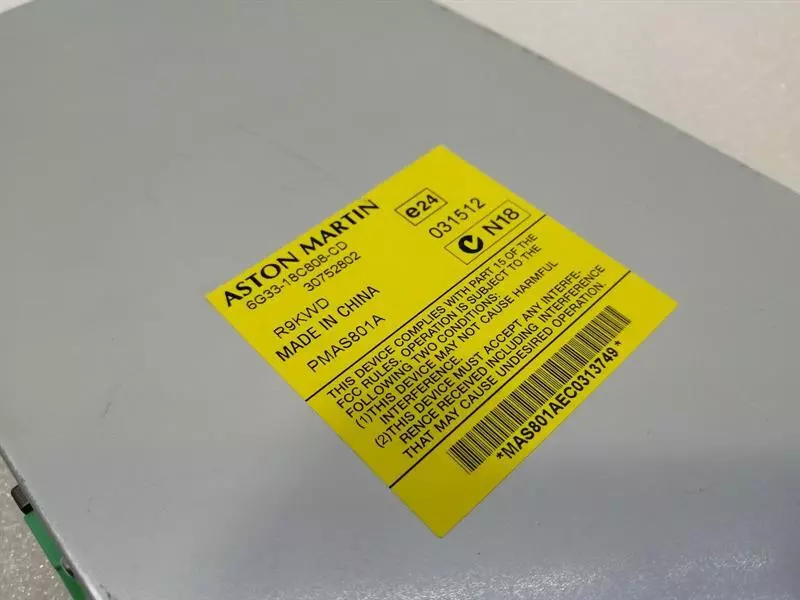 ASTON MARTIN
6G33-18C808-CD
30752802
e24
031512
N18
R9KWD
MADE IN CHINA
PMAS801A
THIS DEVICE COMPLIES WITH PART 15 OF THE
FCC RULES, OPERATION IS SUBJECT TO THE
FOLLOWING TWO CONDITIONS:
(1)THIS DEVICE MAY NOT CAUSE HARMFUL
INTERFERENCE.
(2)THIS DEVICE MUST ACCEPT ANY INTERFE-
RENCE RECEIVED INCLUDING INTERFERENCE
THAT MAY CAUSE UNDESIRED OPERATION.
*MAS801AEC0313749*